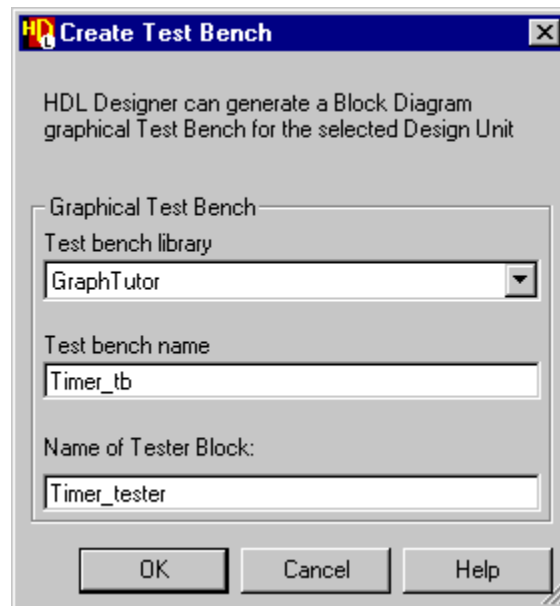 Create Test Bench
HDL Designer can generate a Block Diagram
graphical Test Bench for the selected Design Unit
Graphical Test Bench
Test bench library
GraphTutor
Test bench name
Timer_tb
Name of Tester Block:
Timer_tester
OK Cancel Help